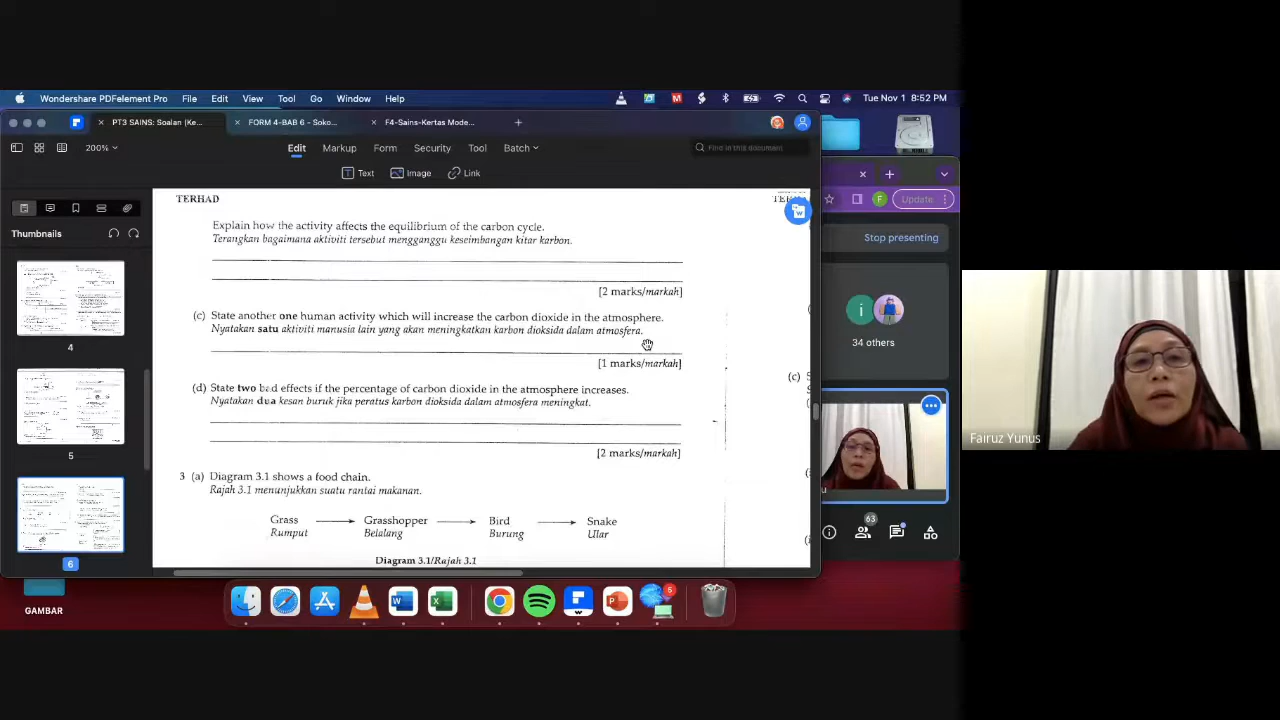 Wondershare PDFelement Pro File Edit View Tool Go Window Help
Tue Nov 1 8:52 PM
PT3 SAINS: Soalan (Ke...
FORM 4-BAB 6 - Soko...
F4-Sains-Kertas Mode...
200%
Edit Markup Form Security Tool Batch
Find in this document
Text Image Link
Update
Thumbnails
4
5
6
TERHAD
Explain how the activity affects the equilibrium of the carbon cycle.
Terangkan bagaimana aktiviti tersebut mengganggu keseimbangan kitar karbon.
[2 marks/markah]
(c) State another one human activity which will increase the carbon dioxide in the atmosphere.
Nyatakan satu aktiviti manusia lain yang akan meningkatkan karbon dioksida dalam atmosfera.
[1 marks/markah]
(d) State two bad effects if the percentage of carbon dioxide in the atmosphere increases.
Nyatakan dua kesan buruk jika peratus karbon dioksida dalam atmosfera meningkat.
[2 marks/markah]
3 (a) Diagram 3.1 shows a food chain.
Rajah 3.1 menunjukkan suatu rantai makanan.
Grass Grasshopper Bird Snake
Rumput Belalang Burung Ular
Diagram 3.1/Rajah 3.1
(c)
Stop presenting
F
i
34 others
63
Fairuz Yunus
GAMBAR
5